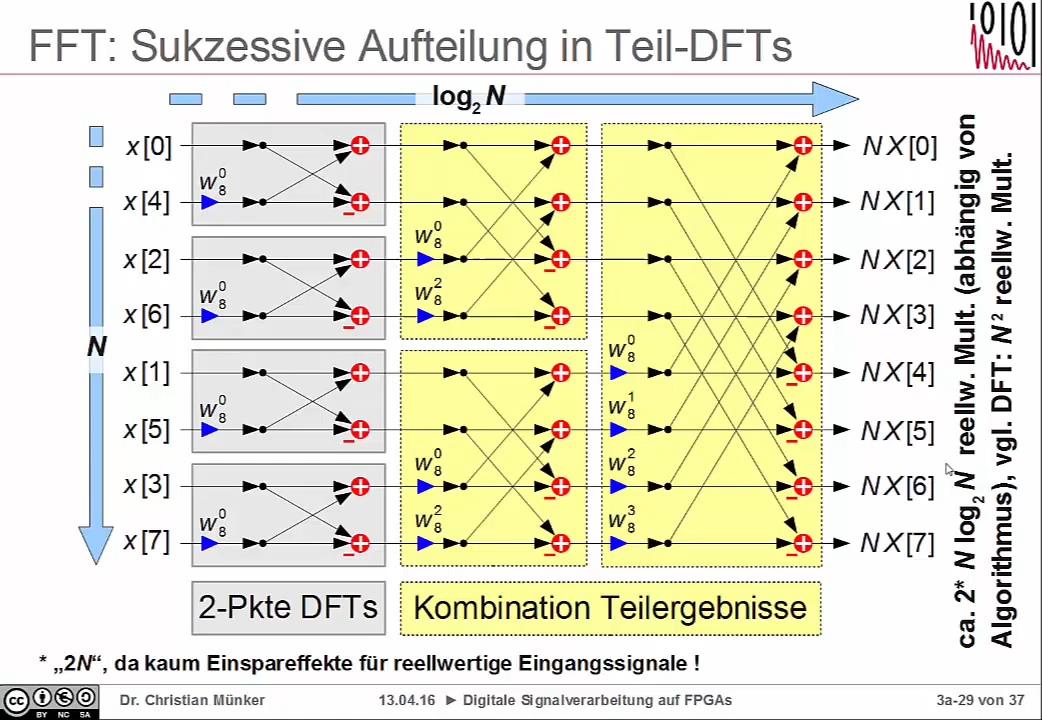 FFT: Sukzessive Aufteilung in Teil-DFTs
log₂ N
N
x[0] NX[0]
w₈⁰
x[4] NX[1]
w₈⁰
x[2] NX[2]
w₈⁰ w₈²
x[6] NX[3]
w₈⁰
x[1] NX[4]
w₈⁰ w₈¹
x[5] NX[5]
w₈⁰ w₈²
x[3] NX[6]
w₈⁰ w₈² w₈³
x[7] NX[7]
2-Pkte DFTs Kombination Teilergebnisse
ca. 2* N log₂ N reellw. Mult. (abhängig von
Algorithmus), vgl. DFT: N² reellw. Mult.
* „2N“, da kaum Einspareffekte für reellwertige Eingangssignale !
cc BY NC SA Dr. Christian Münker 13.04.16 ► Digitale Signalverarbeitung auf FPGAs 3a-29 von 37